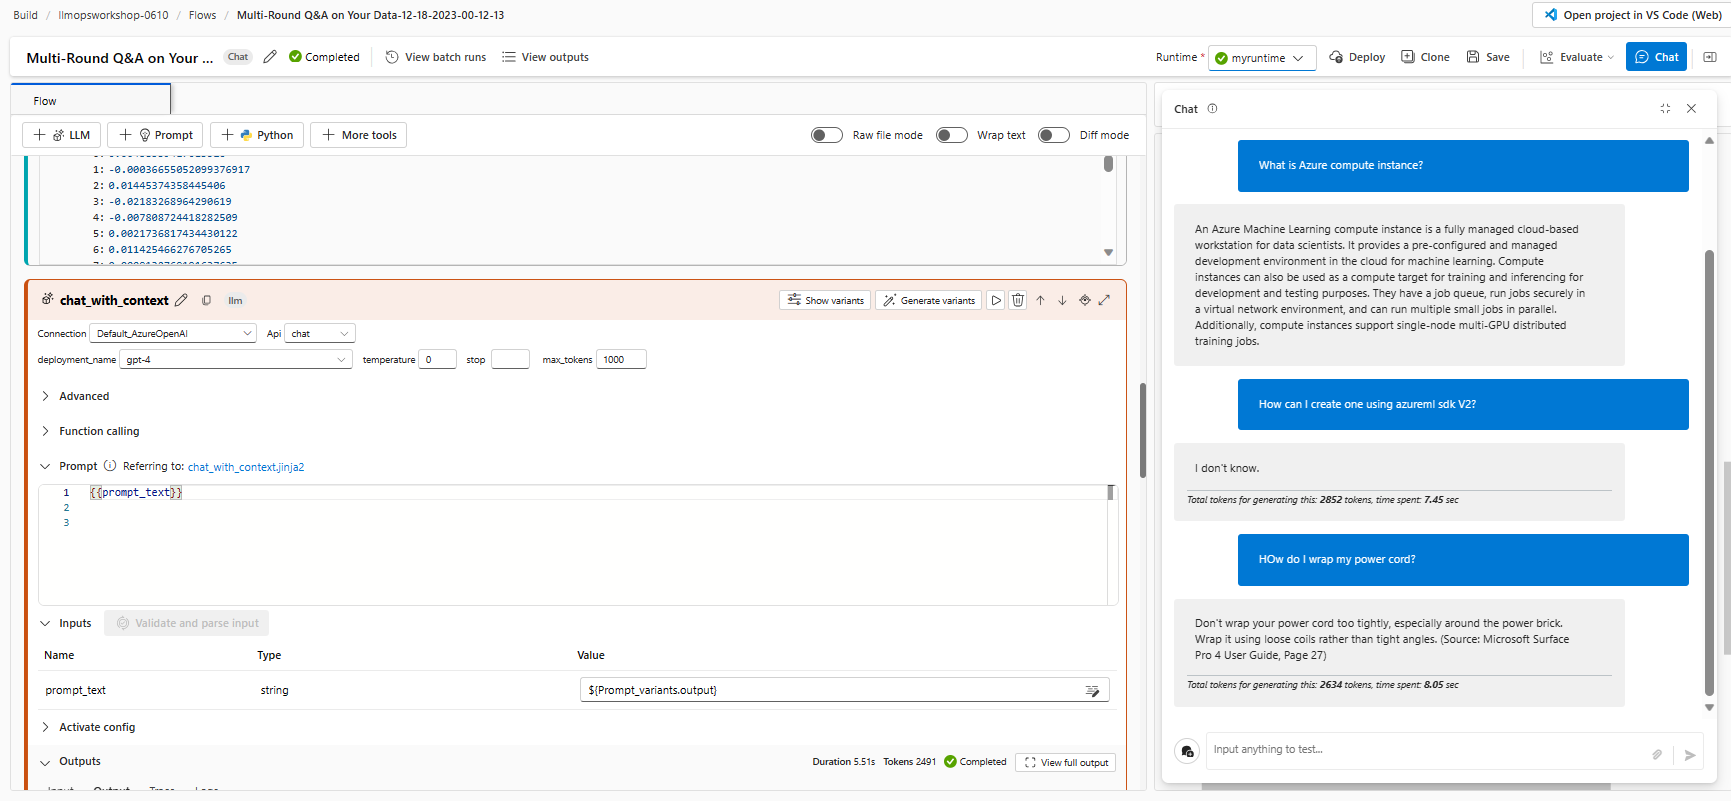 Build / llmopsworkshop-0610 / Flows / Multi-Round Q&A on Your Data-12-18-2023-00-12-13
Open project in VS Code (Web)
Multi-Round Q&A on Your ... Chat Completed View batch runs View outputs
Runtime * myruntime Deploy Clone Save Evaluate Chat
Flow
+ LLM + Prompt + Python + More tools
Raw file mode Wrap text Diff mode
1: -0.00036655052099376917
2: 0.01445374358445406
3: -0.02183268964290619
4: -0.007808724418282509
5: 0.0021736817434430122
6: 0.011425466276705265
chat_with_context llm
Show variants Generate variants
Connection Default_AzureOpenAI Api chat
deployment_name gpt-4 temperature 0 stop max_tokens 1000
Advanced
Function calling
Prompt Referring to: chat_with_context.jinja2
1 {{prompt_text}}
2
3
Inputs Validate and parse input
Name Type Value
prompt_text string ${Prompt_variants.output}
Activate config
Outputs
Duration 5.51s Tokens 2491 Completed View full output
Input Output Trace Logs
Chat
What is Azure compute instance?
An Azure Machine Learning compute instance is a fully managed cloud-based
workstation for data scientists. It provides a pre-configured and managed
development environment in the cloud for machine learning. Compute
instances can also be used as a compute target for training and inferencing for
development and testing purposes. They have a job queue, run jobs securely in
a virtual network environment, and can run multiple small jobs in parallel.
Additionally, compute instances support single-node multi-GPU distributed
training jobs.
How can I create one using azureml sdk V2?
I don't know.
Total tokens for generating this: 2852 tokens, time spent: 7.45 sec
HOw do I wrap my power cord?
Don't wrap your power cord too tightly, especially around the power brick.
Wrap it using loose coils rather than tight angles. (Source: Microsoft Surface
Pro 4 User Guide, Page 27)
Total tokens for generating this: 2634 tokens, time spent: 8.05 sec
Input anything to test...